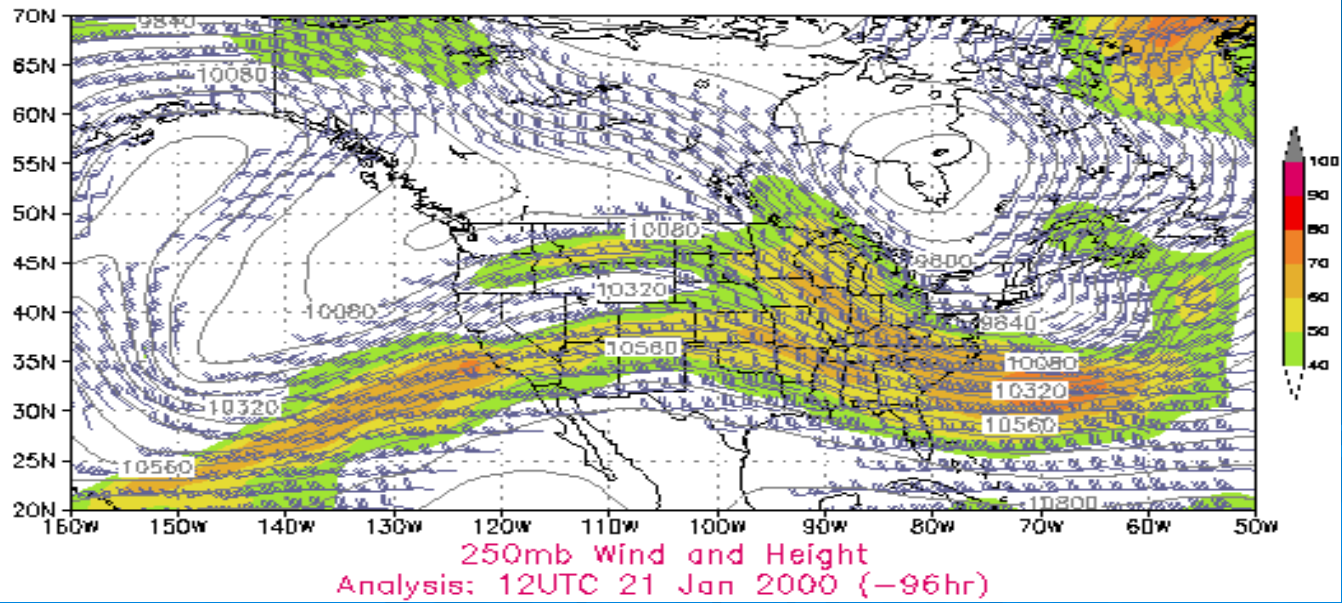 70N
9840
65N
10080
60N
55N
50N
10080
45N
9800
10320
40N
10080
9840
35N
10560
10080
30N
10320
10320
10560
25N
10560
20N
10800
160W 150W 140W 130W 120W 110W 100W 90W 80W 70W 60W 50W
100
90
80
70
60
50
40
250mb Wind and Height
Analysis: 12UTC 21 Jan 2000 (−96hr)